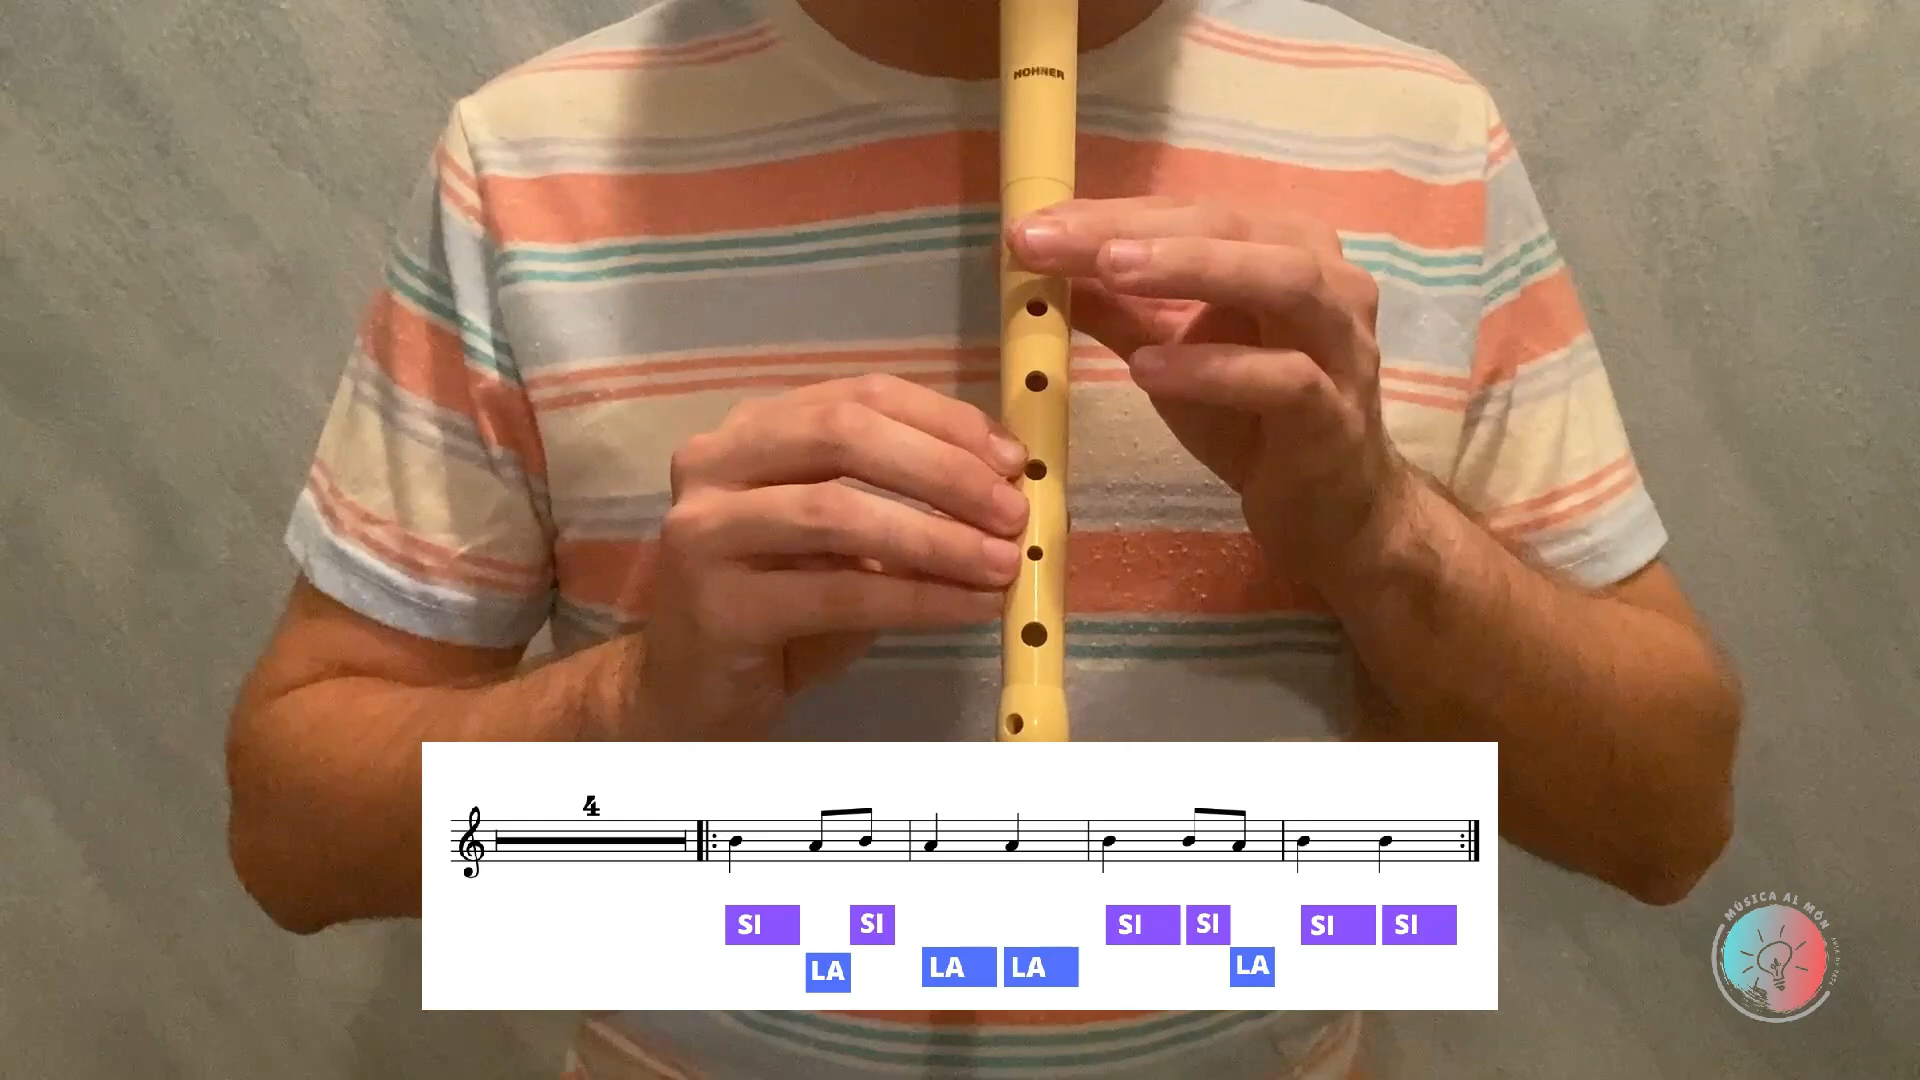 HOHNER
4
SI SI SI SI SI SI
LA LA LA LA
MÚSICA AL MÓN